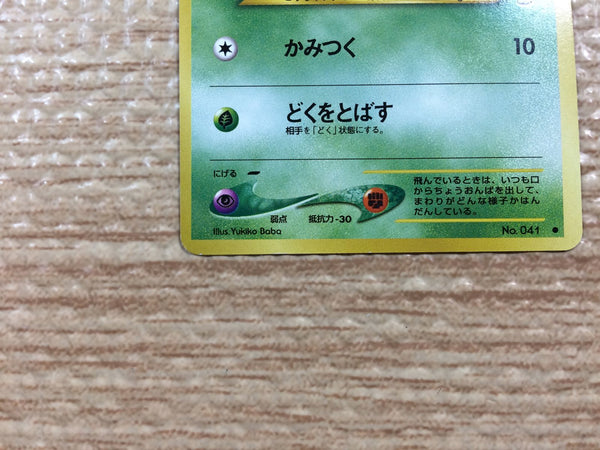 かみつく 10
どくをとばす
相手を「どく」状態にする。
にげる
弱点 抵抗力-30
飛んでいるときは、いつも口
からちょうおんぱを出して、
まわりがどんな様子かはん
だんしている。
Illus. Yukiko Baba
No. 041 ●